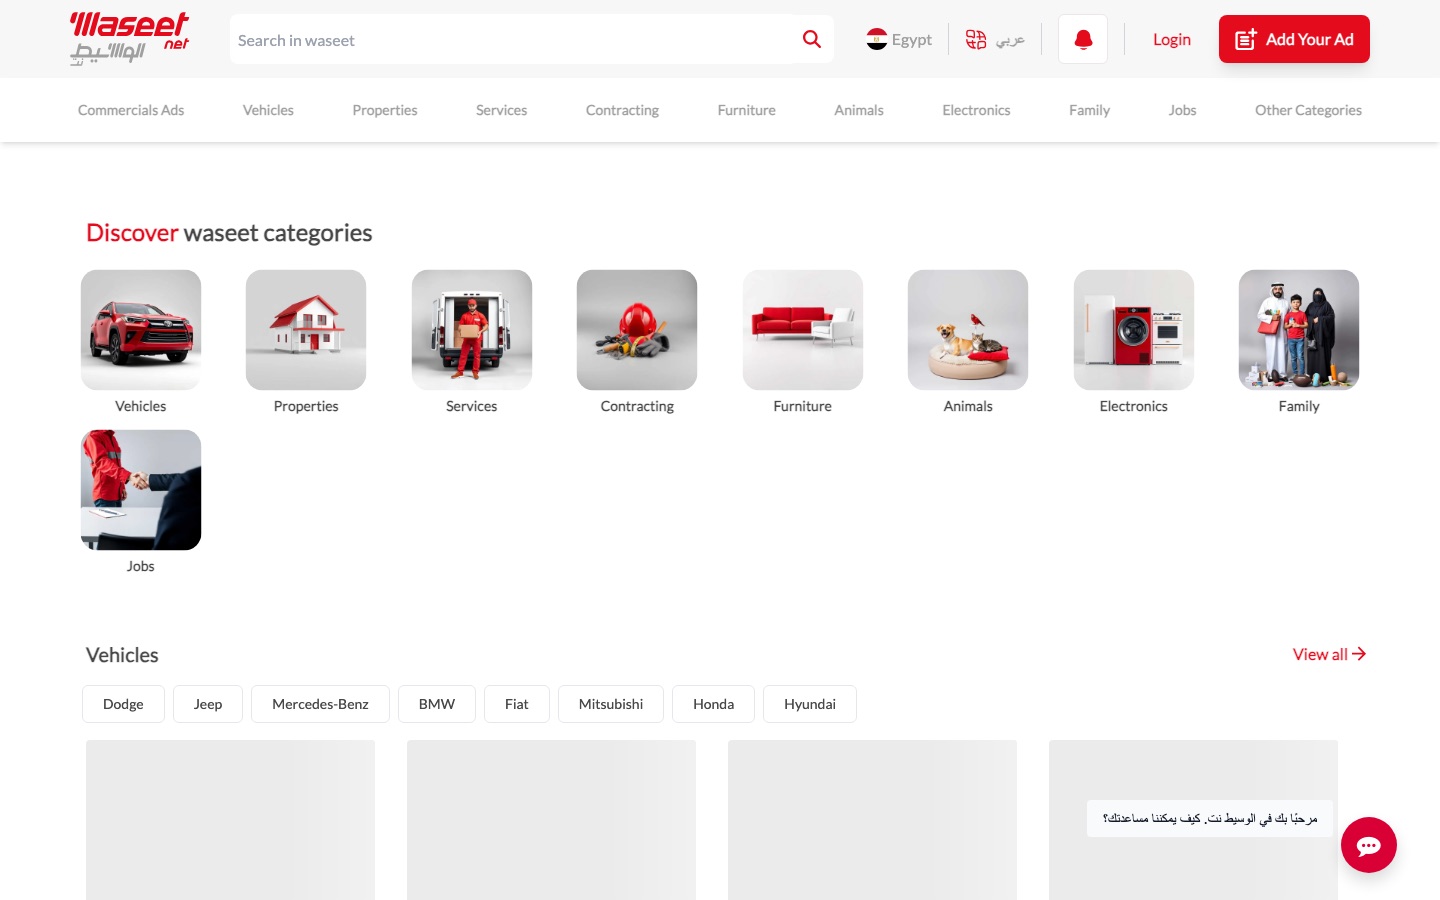 Waseet
net
الوسيط
نت
Search in waseet
Egypt
عربي
Login
Add Your Ad
Commercials Ads
Vehicles
Properties
Services
Contracting
Furniture
Animals
Electronics
Family
Jobs
Other Categories
Discover waseet categories
Vehicles
Properties
Services
Contracting
Furniture
Animals
Electronics
Family
Jobs
Vehicles
View all
Dodge
Jeep
Mercedes-Benz
BMW
Fiat
Mitsubishi
Honda
Hyundai
مرحبًا بك في الوسيط نت. كيف يمكننا مساعدتك؟